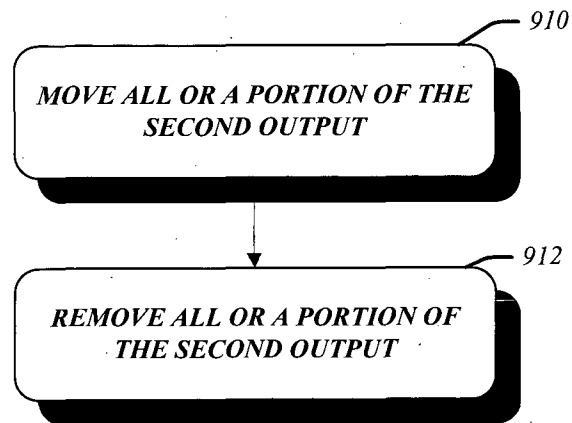 910
MOVE ALL OR A PORTION OF THE
SECOND OUTPUT
912
REMOVE ALL OR A PORTION OF
THE SECOND OUTPUT